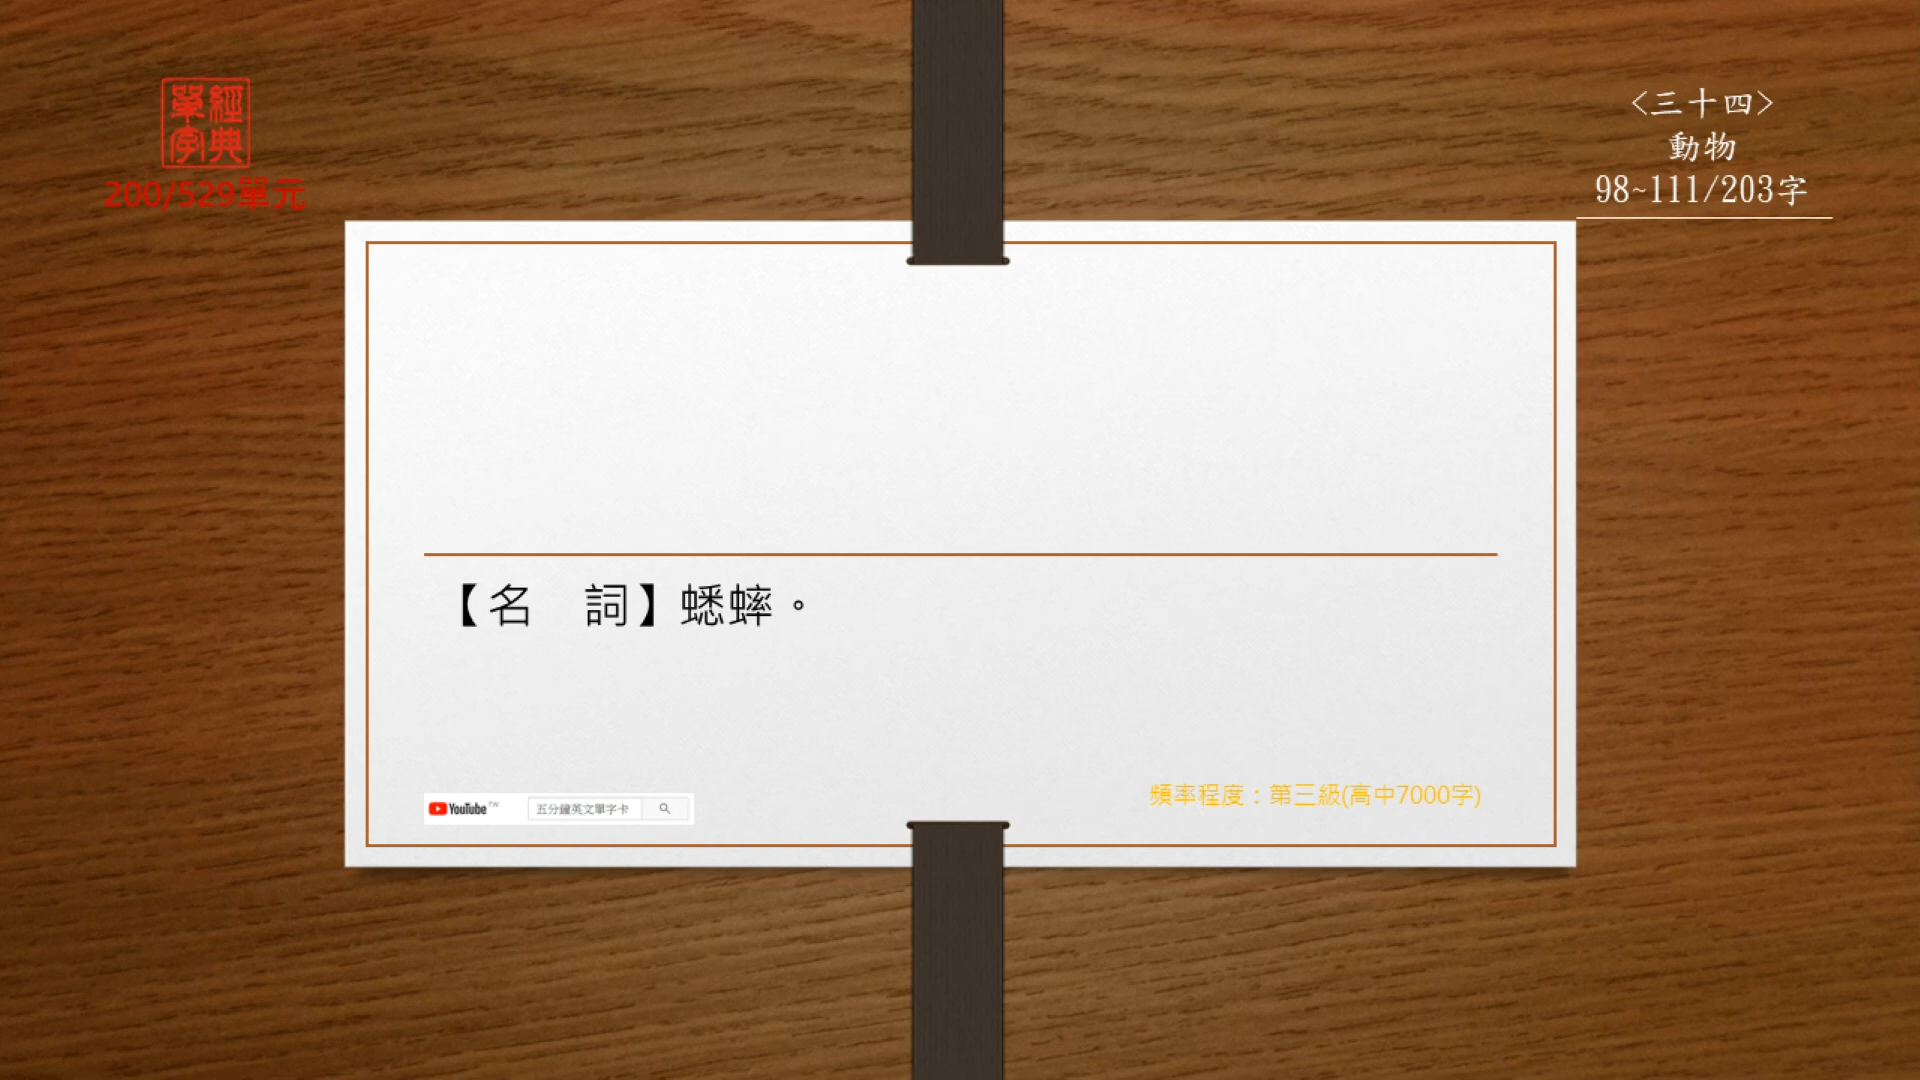 經典
單字
200/529單元
<三十四>
動物
98~111/203字
【名　詞】蟋蟀。
頻率程度：第三級(高中7000字)
YouTube TW
五分鐘英文單字卡